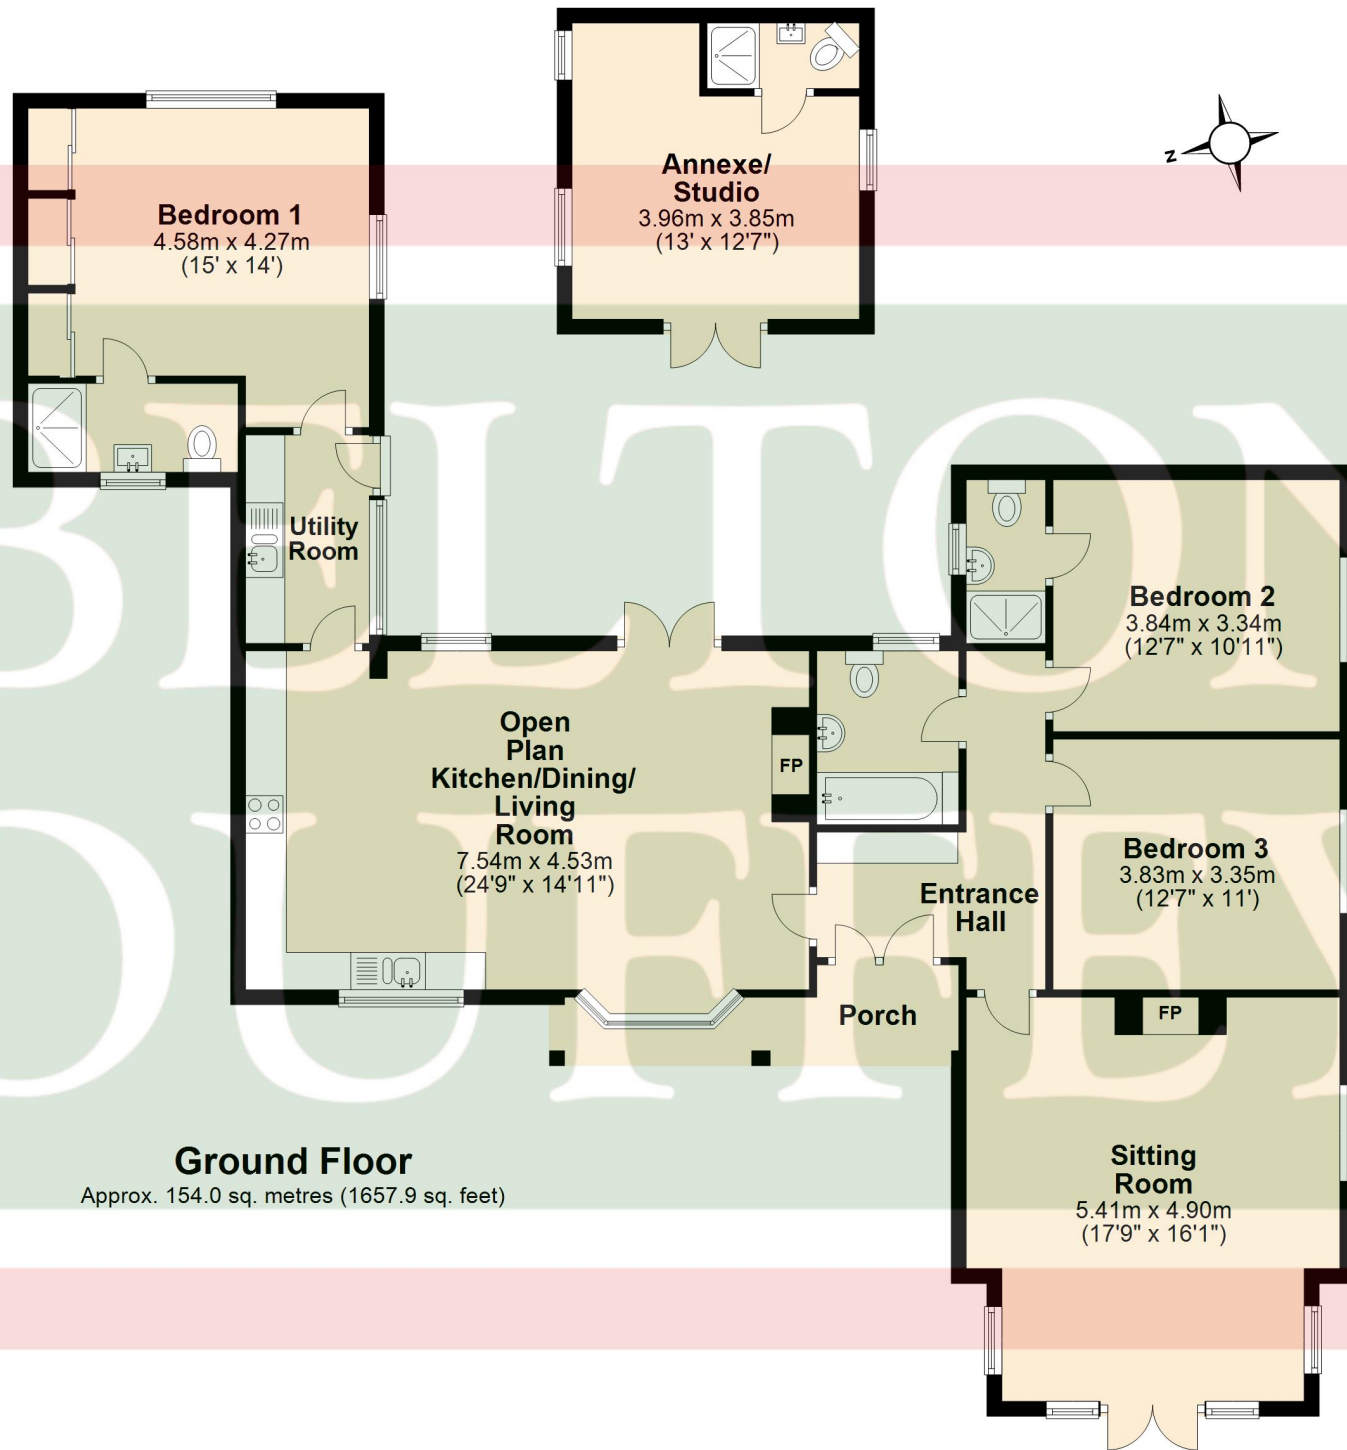 Annexe/
Studio
3.96m x 3.85m
(13' x 12'7")
N
Bedroom 1
4.58m x 4.27m
(15' x 14')
Utility
Room
Bedroom 2
3.84m x 3.34m
(12'7" x 10'11")
Open
Plan
Kitchen/Dining/
Living
Room
7.54m x 4.53m
(24'9" x 14'11")
FP
Bedroom 3
3.83m x 3.35m
(12'7" x 11')
Entrance
Hall
Porch
FP
Sitting
Room
5.41m x 4.90m
(17'9" x 16'1")
Ground Floor
Approx. 154.0 sq. metres (1657.9 sq. feet)
BELTON
DUFFEY